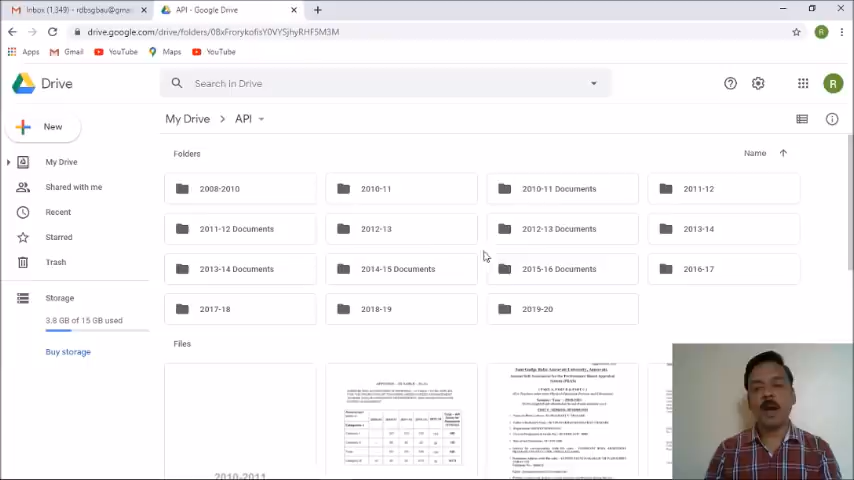 Inbox (1,349) - rdbsgbau@gmai
API - Google Drive
drive.google.com/drive/folders/08xFrorykofisY0VYSjhyRHF5M3M
Apps
Gmail
YouTube
Maps
YouTube
Drive
Search in Drive
R
New
My Drive > API
My Drive
Shared with me
Recent
Starred
Trash
Storage
3.8 GB of 15 GB used
Buy storage
Folders
Name
2008-2010
2010-11
2010-11 Documents
2011-12
2011-12 Documents
2012-13
2012-13 Documents
2013-14
2013-14 Documents
2014-15 Documents
2015-16 Documents
2016-17
2017-18
2018-19
2019-20
Files
2010-2011